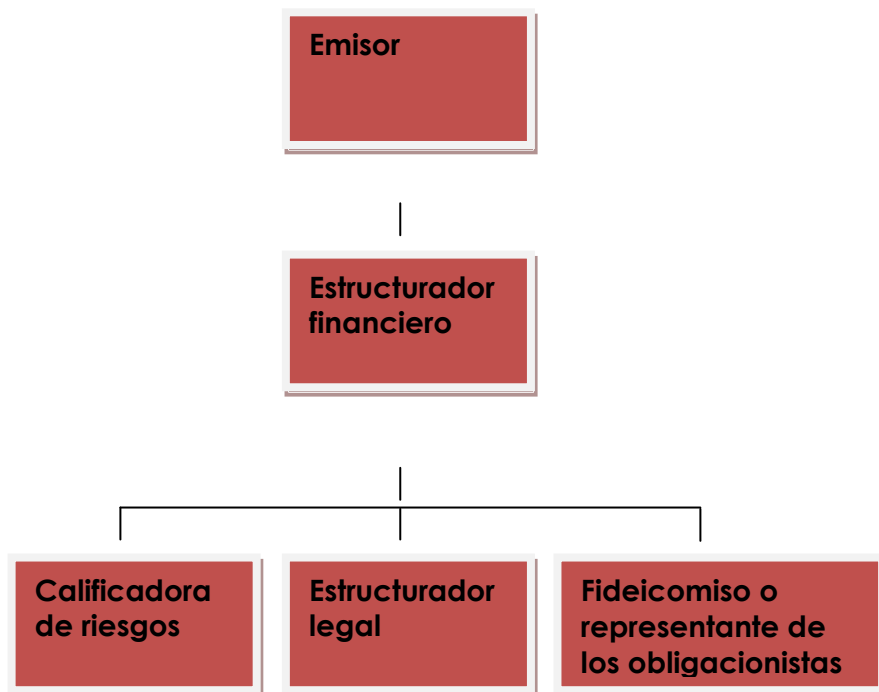 Emisor
Estructurador
financiero
Calificadora
de riesgos
Estructurador
legal
Fideicomiso o
representante de
los obligacionistas